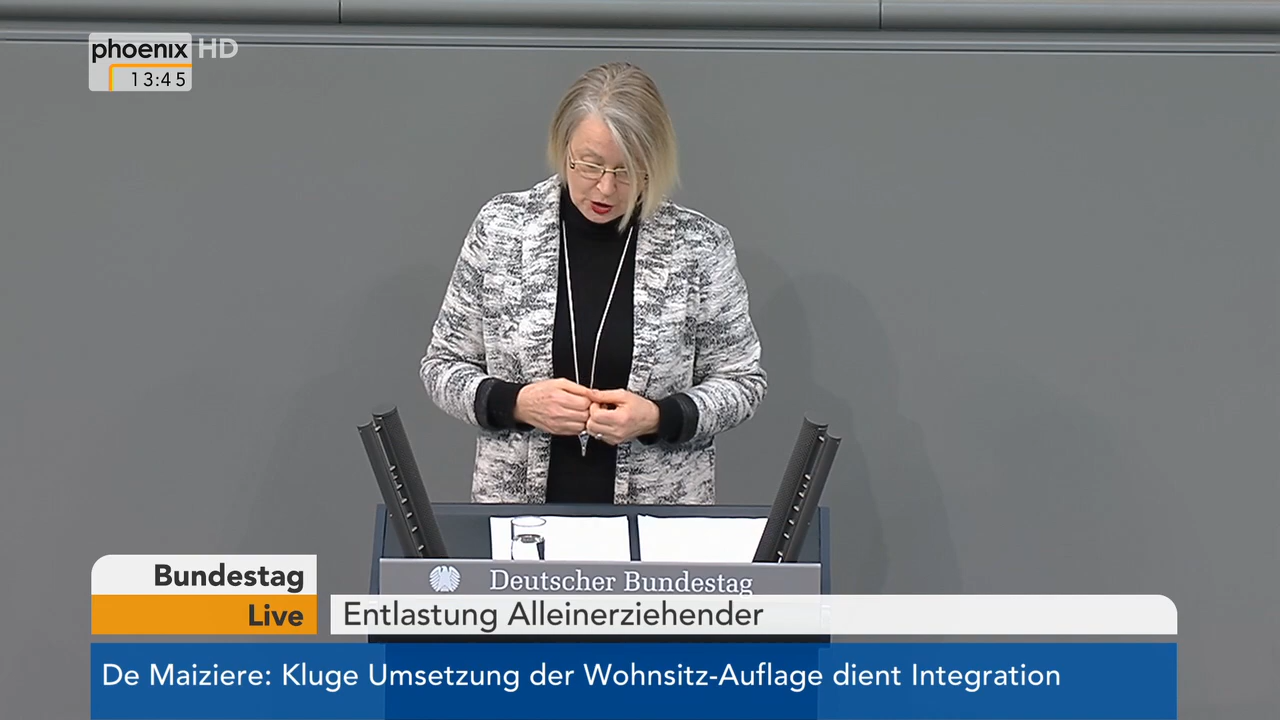 phoenix HD
13:45
Deutscher Bundestag
Bundestag
Live
Entlastung Alleinerziehender
De Maiziere: Kluge Umsetzung der Wohnsitz-Auflage dient Integration